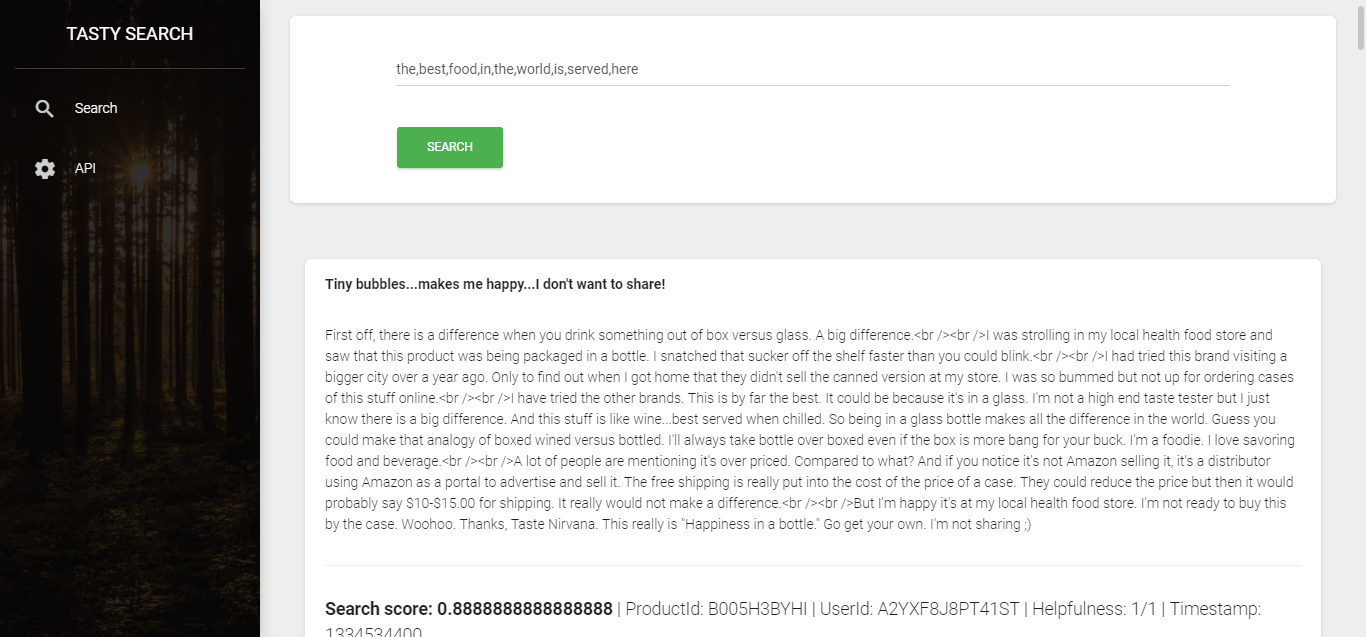 TASTY SEARCH
Search
API
the,best,food,in,the,world,is,served,here
SEARCH
Tiny bubbles...makes me happy...I don't want to share!
First off, there is a difference when you drink something out of box versus glass. A big difference.<br /><br />I was strolling in my local health food store and
saw that this product was being packaged in a bottle. I snatched that sucker off the shelf faster than you could blink.<br /><br />I had tried this brand visiting a
bigger city over a year ago. Only to find out when I got home that they didn't sell the canned version at my store. I was so bummed but not up for ordering cases
of this stuff online.<br /><br />I have tried the other brands. This is by far the best. It could be because it's in a glass. I'm not a high end taste tester but I just
know there is a big difference. And this stuff is like wine...best served when chilled. So being in a glass bottle makes all the difference in the world. Guess you
could make that analogy of boxed wined versus bottled. I'll always take bottle over boxed even if the box is more bang for your buck. I'm a foodie. I love savoring
food and beverage.<br /><br />A lot of people are mentioning it's over priced. Compared to what? And if you notice it's not Amazon selling it, it's a distributor
using Amazon as a portal to advertise and sell it. The free shipping is really put into the cost of the price of a case. They could reduce the price but then it would
probably say $10-$15.00 for shipping. It really would not make a difference.<br /><br />But I'm happy it's at my local health food store. I'm not ready to buy this
by the case. Woohoo. Thanks, Taste Nirvana. This really is "Happiness in a bottle." Go get your own. I'm not sharing ;)
Search score: 0.8888888888888888 | ProductId: B005H3BYHI | UserId: A2YXF8J8PT41ST | Helpfulness: 1/1 | Timestamp:
1334534400